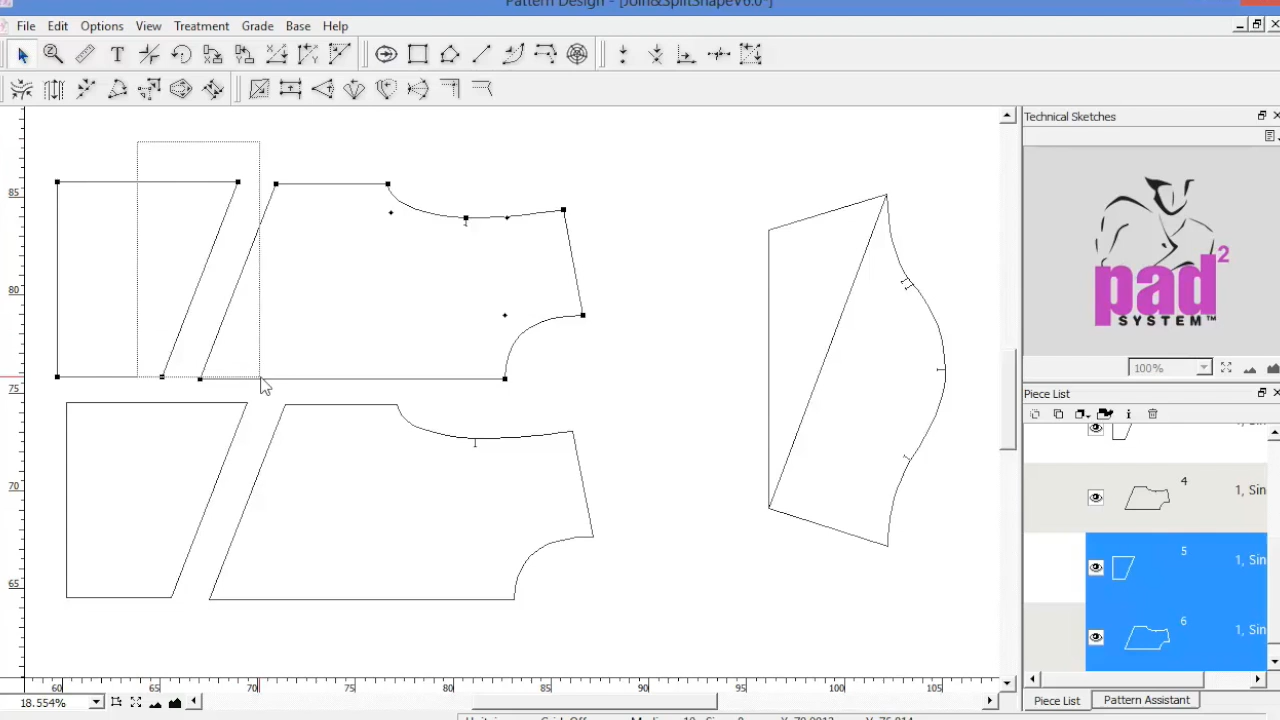 Pattern Design - [Join&SplitShapeV6.0*]
File Edit Options View Treatment Grade Base Help
Technical Sketches
pad 2
SYSTEM™
100%
Piece List
4 1, Sin
5 1, Sin
6 1, Sin
85
80
75
70
65
60 65 70 75 80 85 90 95 100 105
18.554%
Piece List Pattern Assistant